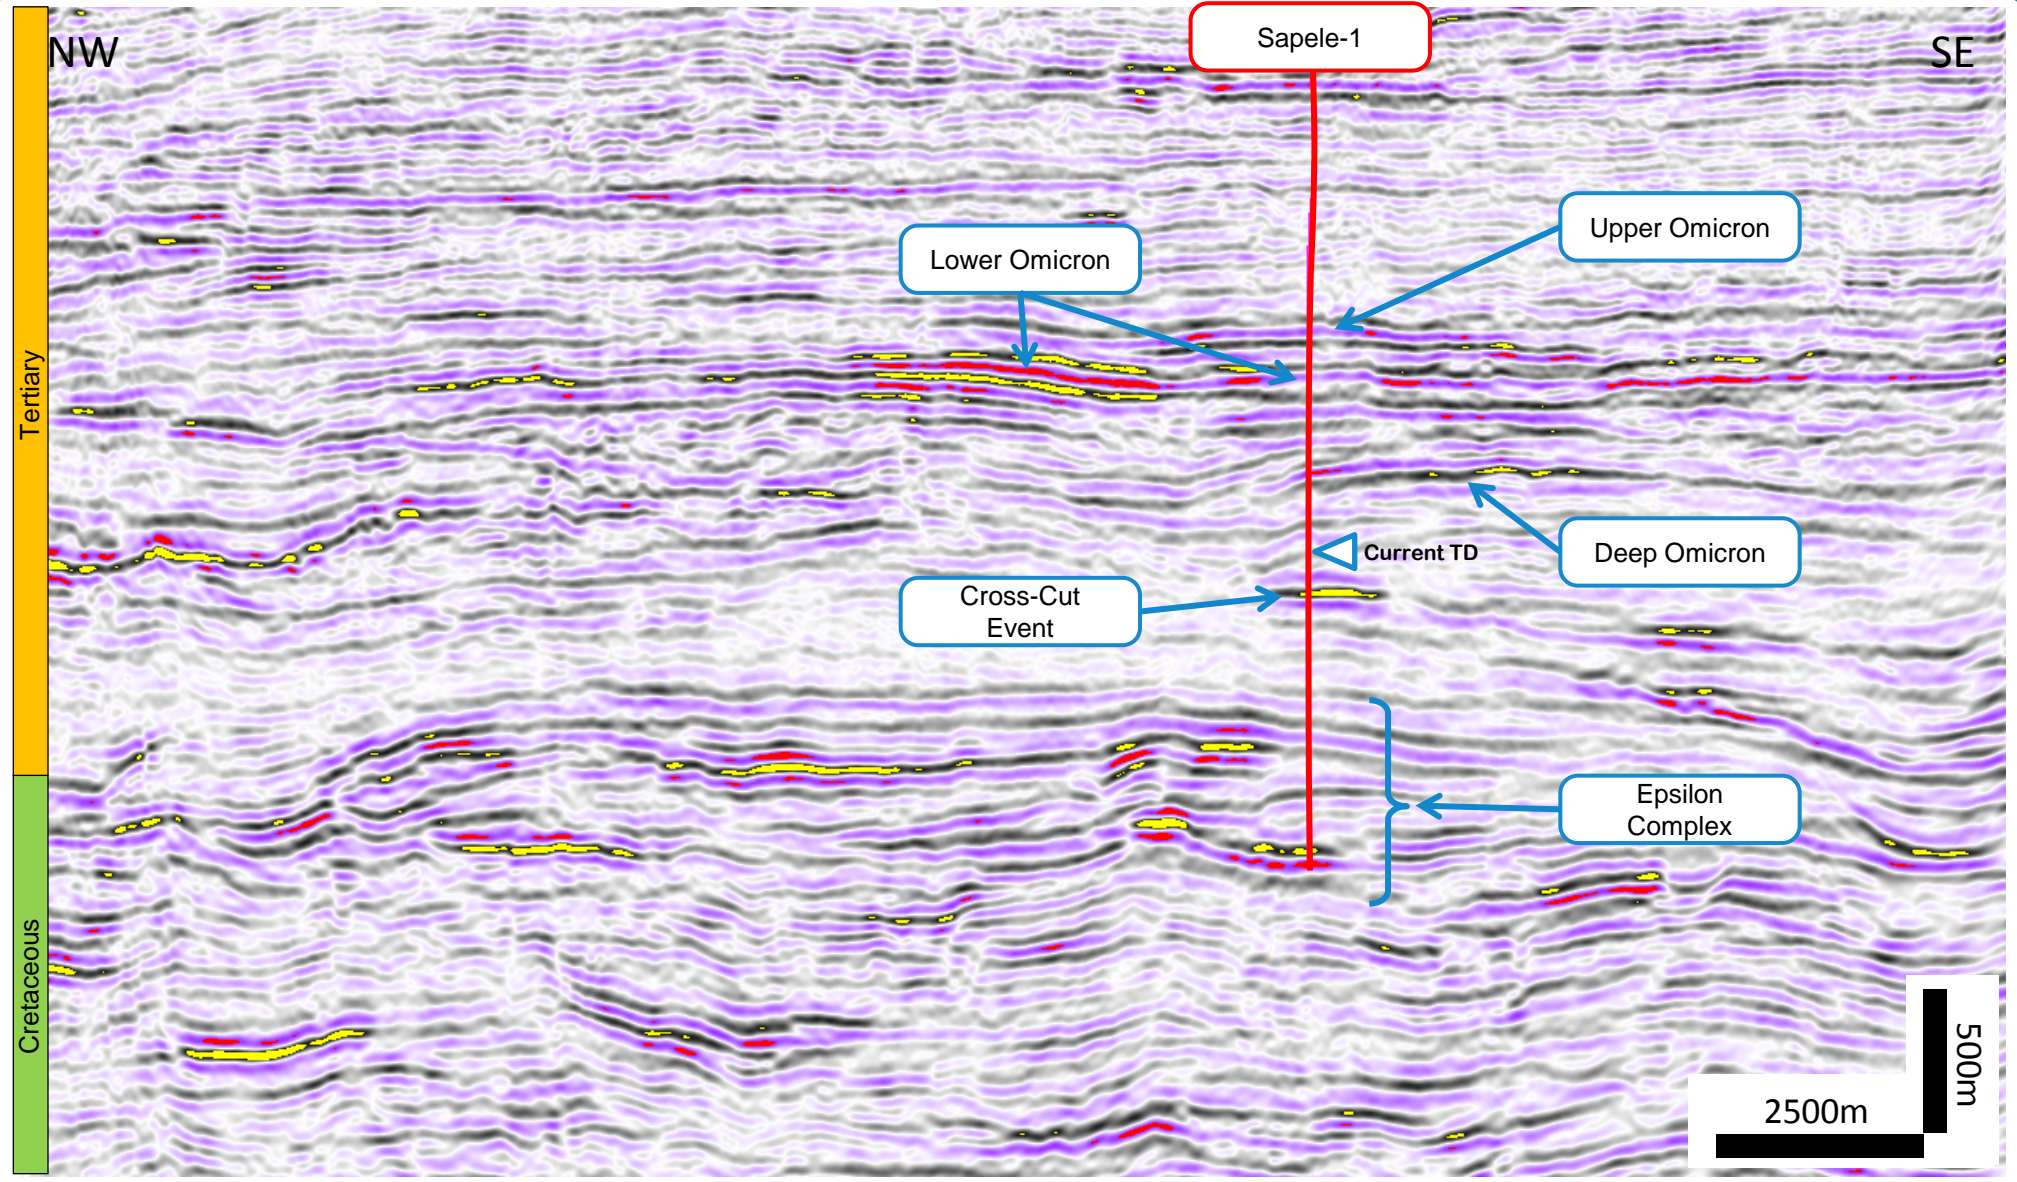 NW
Sapele-1
SE
Upper Omicron
Lower Omicron
Tertiary
Current TD
Deep Omicron
Cross-Cut
Event
Epsilon
Complex
Cretaceous
500m
2500m